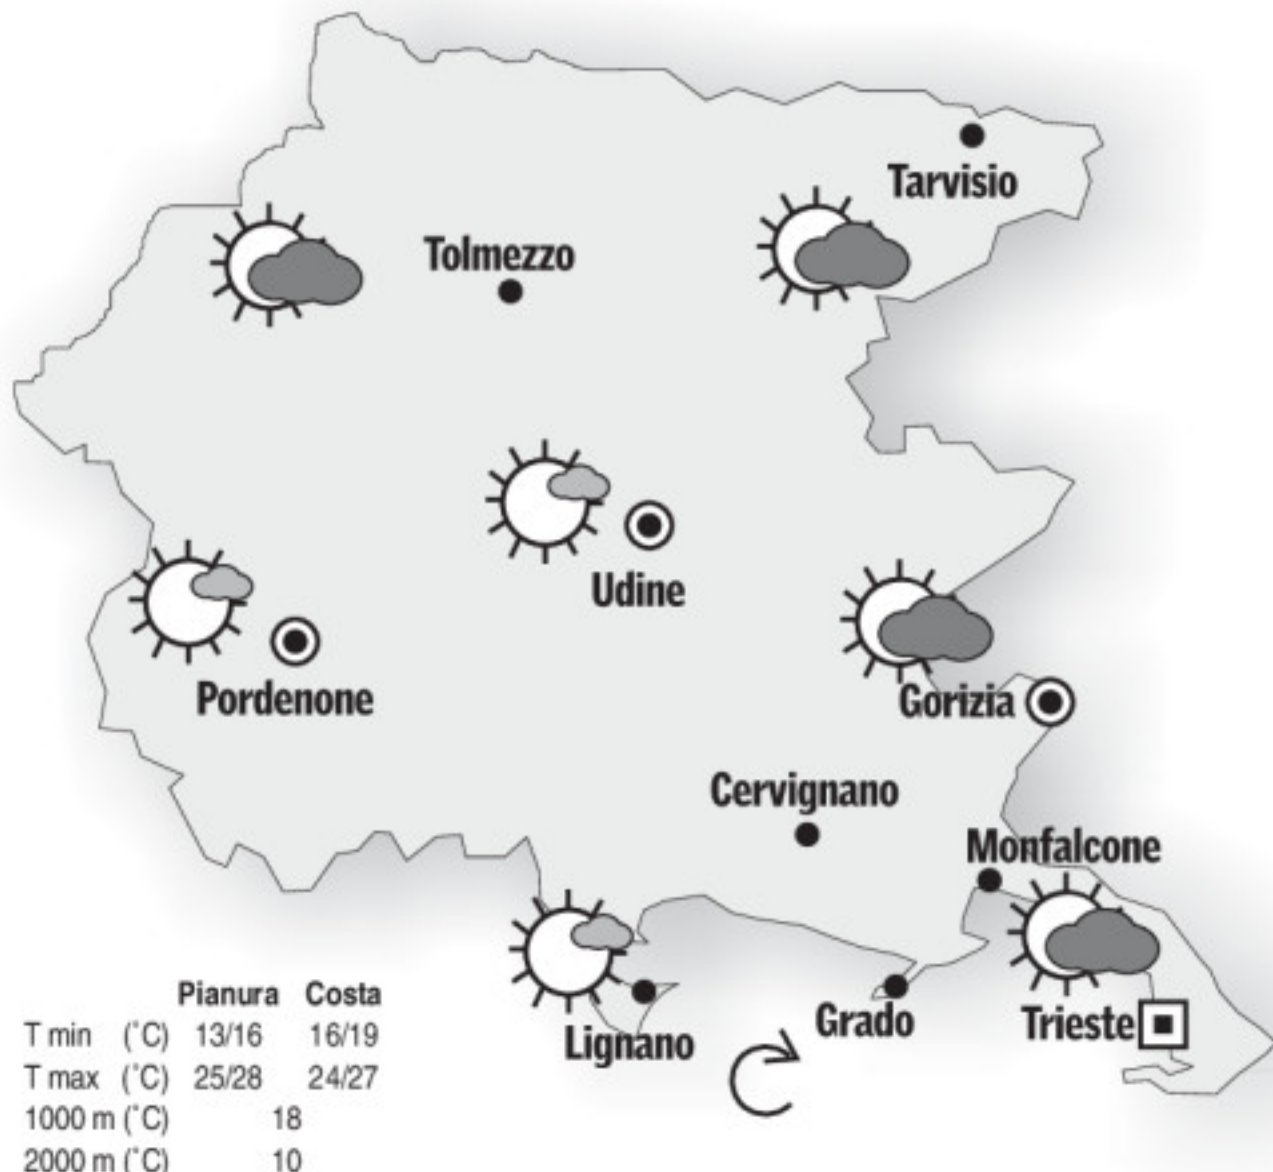 Tarvisio
Tolmezzo
Udine
Pordenone
Gorizia
Cervignano
Monfalcone
Pianura Costa
Grado
Trieste
Lignano
T min (°C) 13/16 16/19
T max (°C) 25/28 24/27
1000 m (°C) 18
2000 m (°C) 10